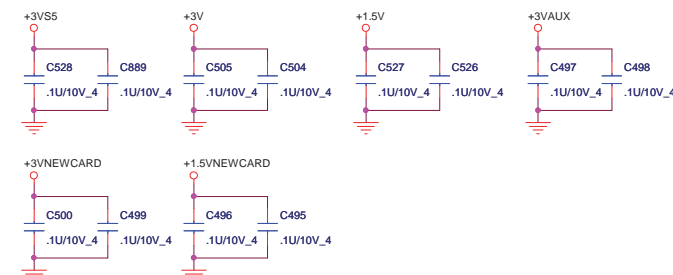 +3VS5 +3V +1.5V +3VAUX
C528 C889 C505 C504 C527 C526 C497 C498
.1U/10V_4 .1U/10V_4 .1U/10V_4 .1U/10V_4 .1U/10V_4 .1U/10V_4 .1U/10V_4 .1U/10V_4
+3VNEWCARD +1.5VNEWCARD
C500 C499 C496 C495
.1U/10V_4 .1U/10V_4 .1U/10V_4 .1U/10V_4